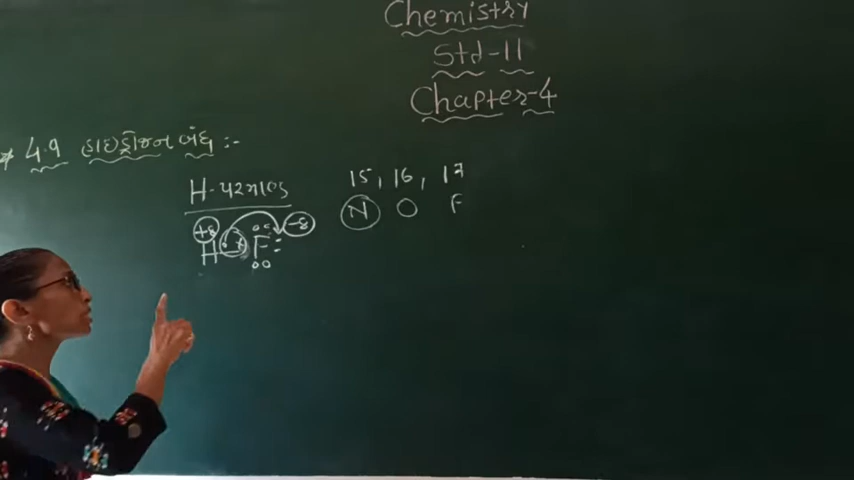 Chemistry
Std-11
Chapter-4
* 4.9 હાઇડ્રોજન બંધ :-
H-પરમાણુ 15, 16, 17
N O F
+δ -δ
H F